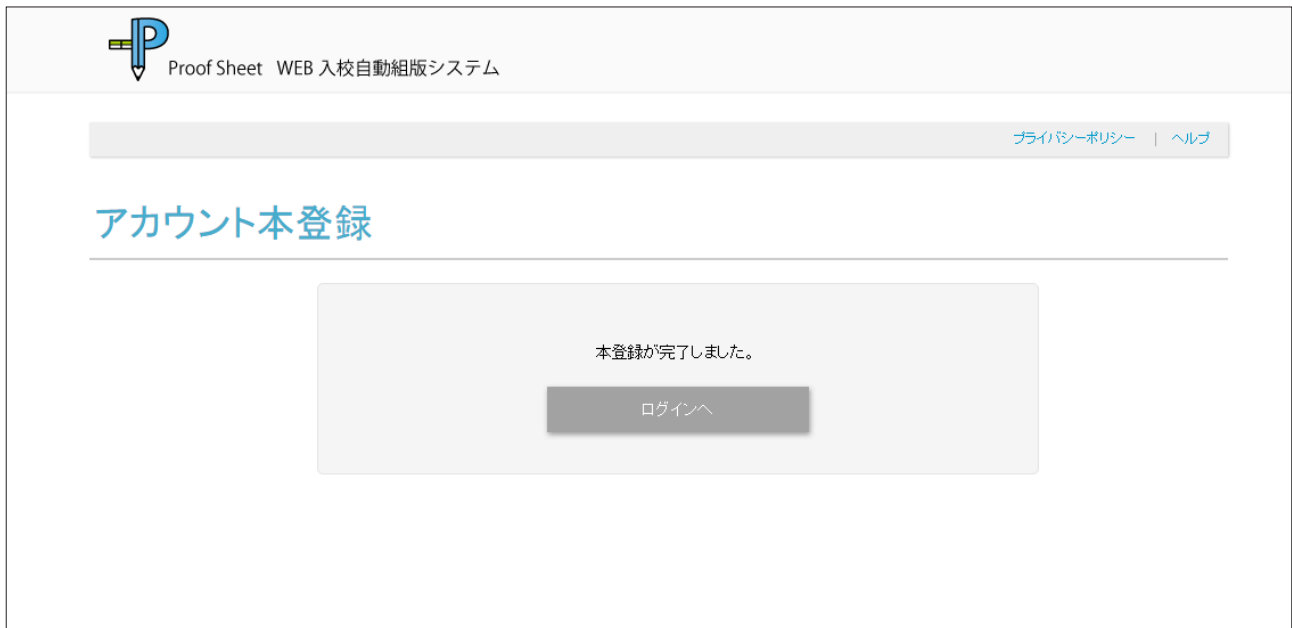 Proof Sheet WEB 入校自動組版システム
プライバシーポリシー | ヘルプ
アカウント本登録
本登録が完了しました。
ログインへ